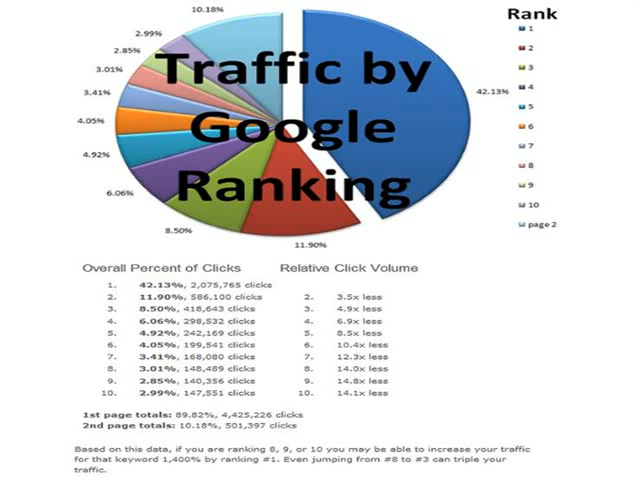 10.18%
Rank
2.99%
1
2.85%
2
3.01%
Traffic by
3
3.41%
42.13%
4
4.05%
Google
5
4.92%
6
6.06%
Ranking
7
8.50%
8
11.90%
9
10
page 2
Overall Percent of Clicks Relative Click Volume
1. 42.13%, 2,075,765 clicks
2. 11.90%, 586,100 clicks 2. 3.5x less
3. 8.50%, 418,643 clicks 3. 4.9x less
4. 6.06%, 298,532 clicks 4. 6.9x less
5. 4.92%, 242,169 clicks 5. 8.5x less
6. 4.05%, 199,541 clicks 6. 10.4x less
7. 3.41%, 168,080 clicks 7. 12.3x less
8. 3.01%, 148,489 clicks 8. 14.0x less
9. 2.85%, 140,356 clicks 9. 14.8x less
10. 2.99%, 147,551 clicks 10. 14.1x less
1st page totals: 89.82%, 4,425,226 clicks
2nd page totals: 10.18%, 501,397 clicks
Based on this data, if you are ranking 8, 9, or 10 you may be able to increase your traffic
for that keyword 1,400% by ranking #1. Even jumping from #8 to #3 can triple your
traffic.